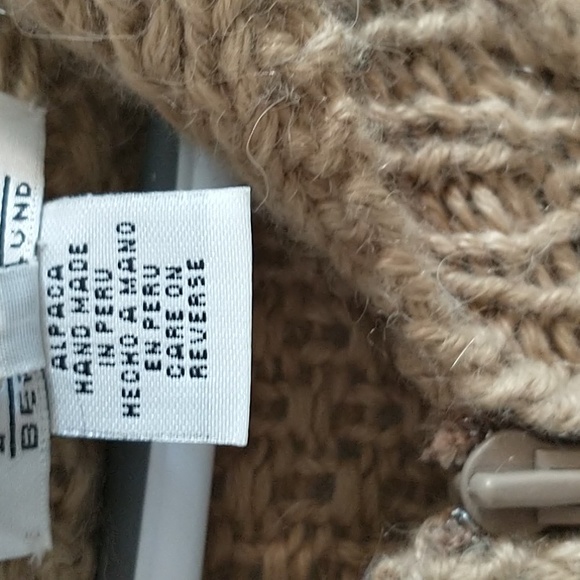 ALPACA
HAND MADE
IN PERU
HECHO A MANO
EN PERU
CARE ON
REVERSE